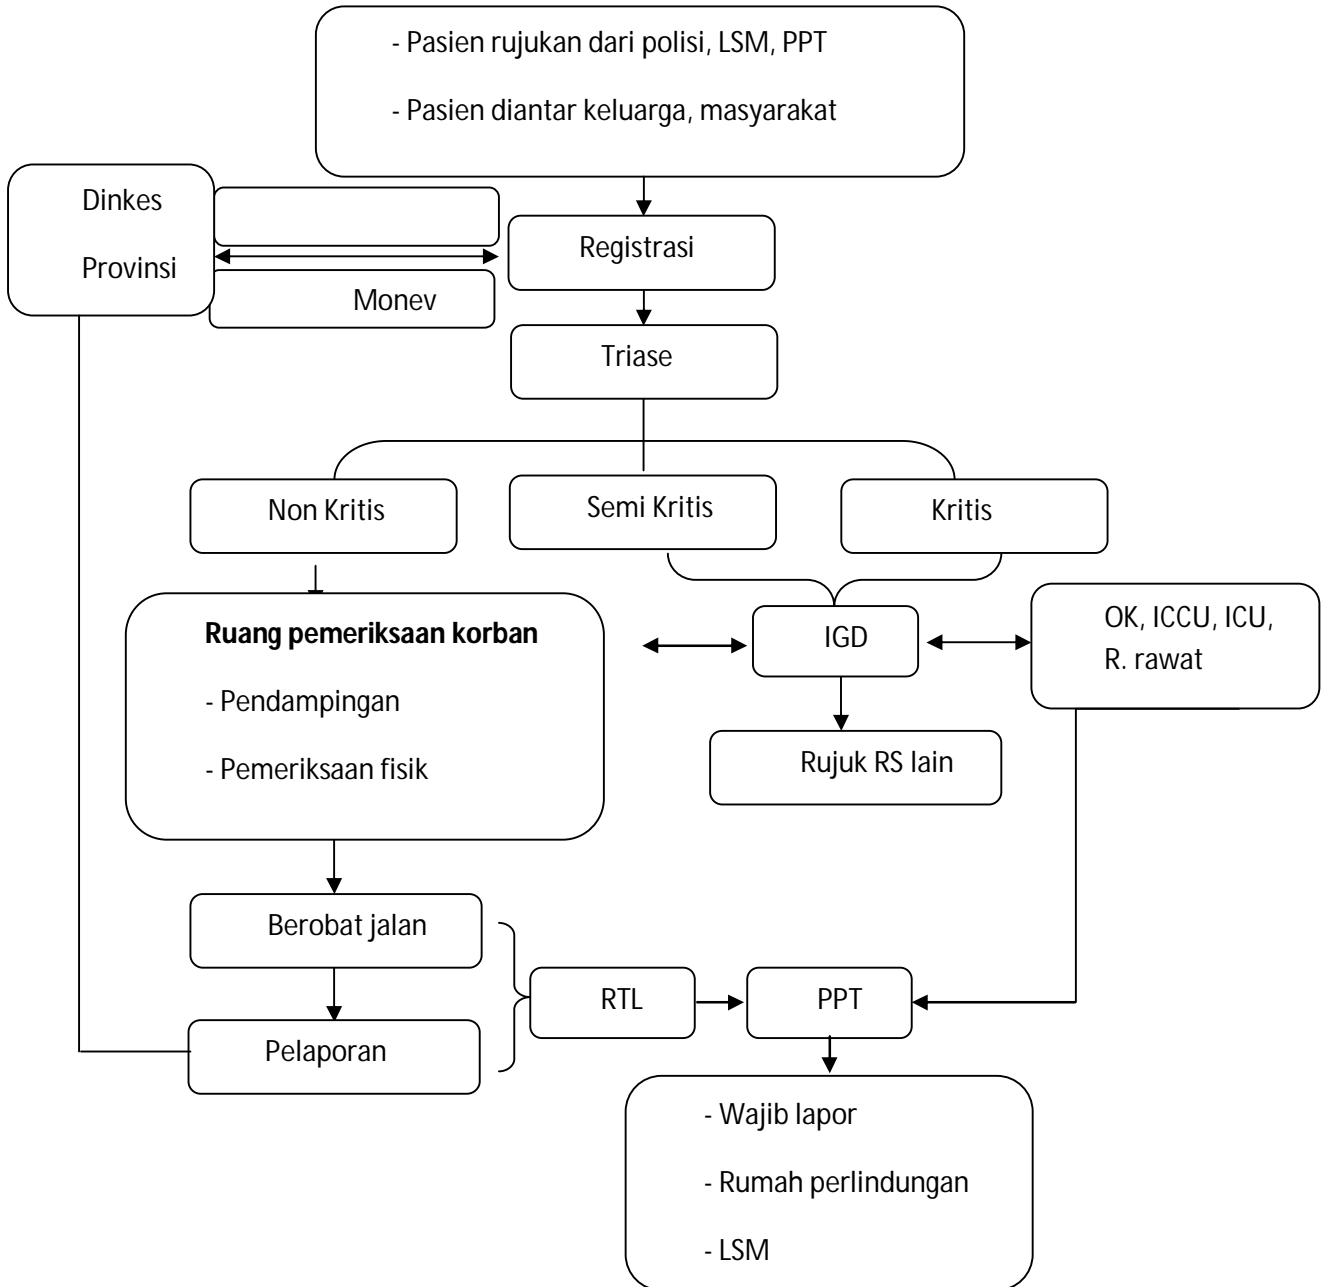 - Pasien rujukan dari polisi, LSM, PPT
- Pasien diantar keluarga, masyarakat
Dinkes
Provinsi
Registrasi
Monev
Triase
Non Kritis
Semi Kritis
Kritis
Ruang pemeriksaan korban
- Pendampingan
- Pemeriksaan fisik
IGD
OK, ICCU, ICU,
R. rawat
Rujuk RS lain
Berobat jalan
Pelaporan
RTL
PPT
- Wajib lapor
- Rumah perlindungan
- LSM